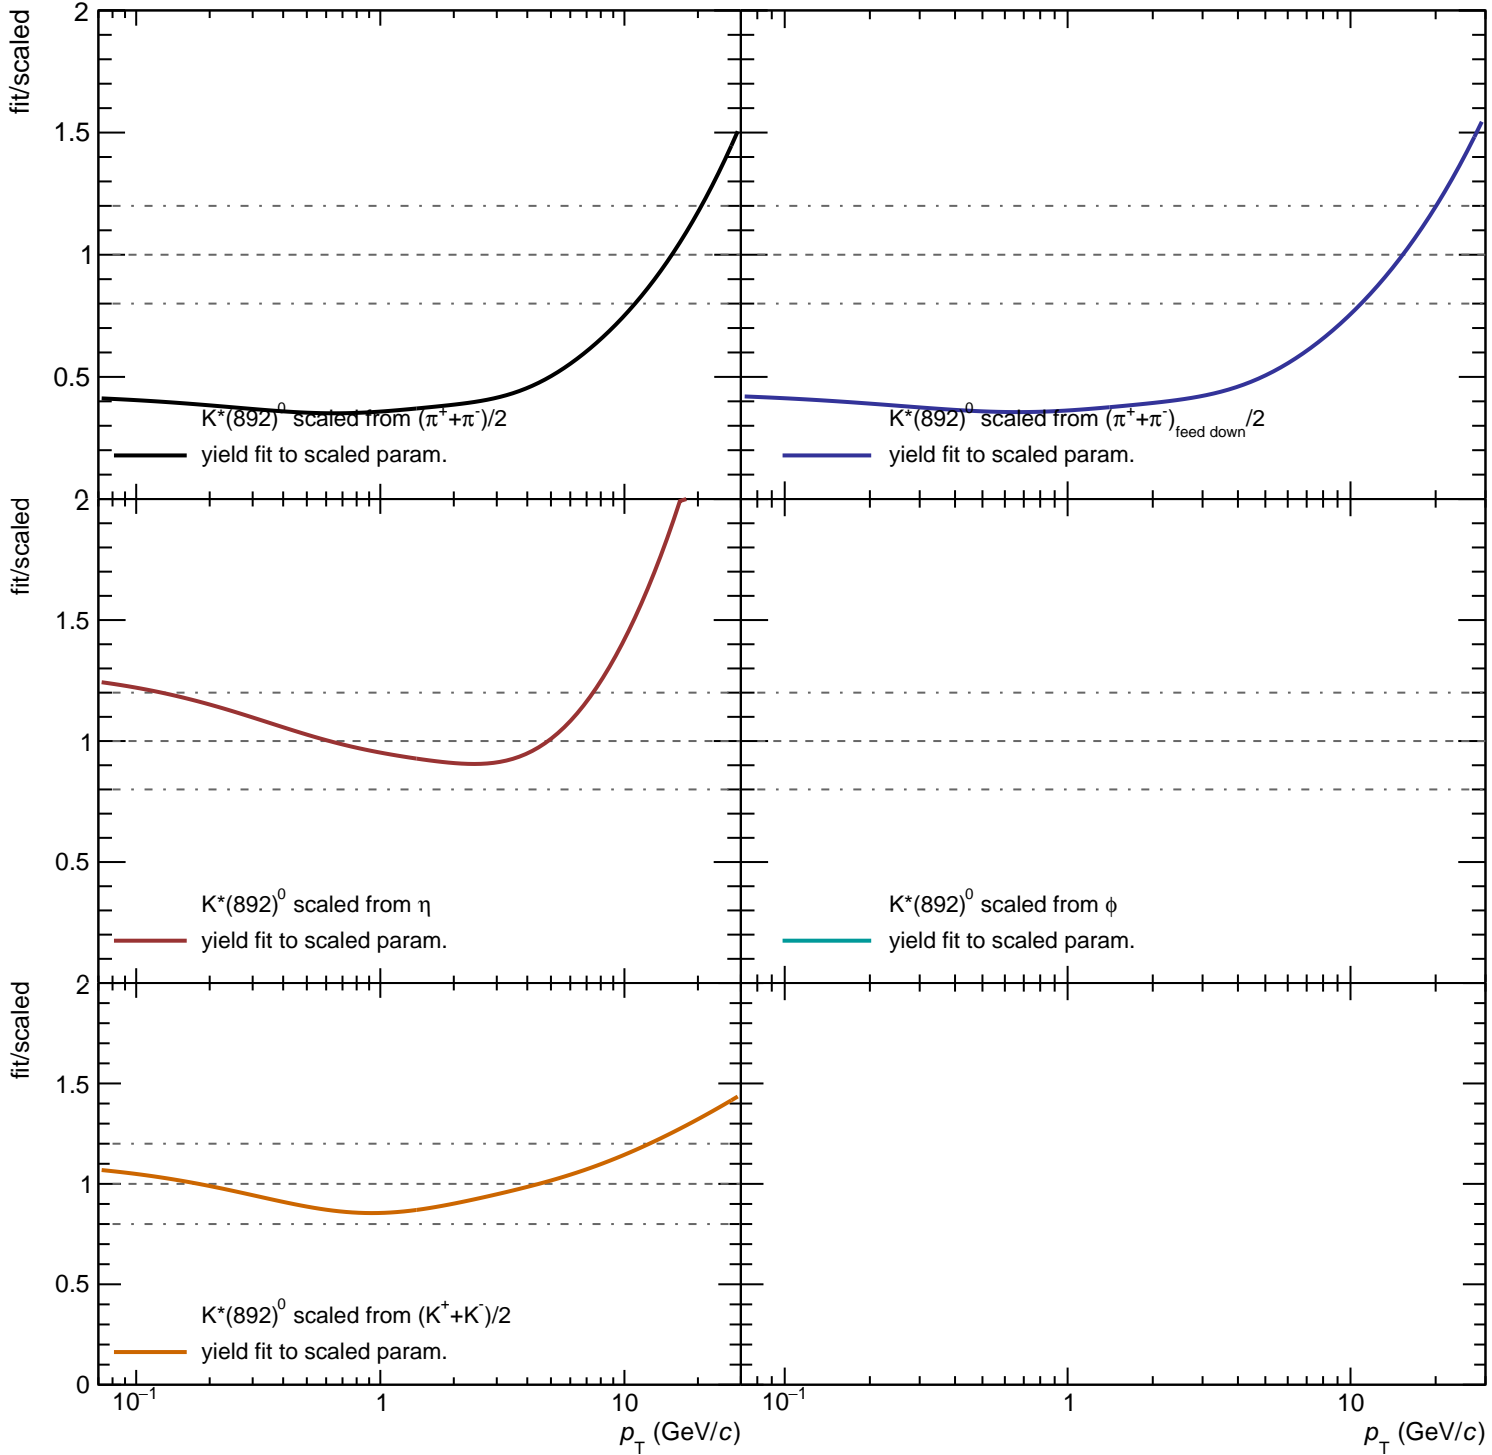 fit/scaled
2
1.5
1
0.5
K*(892)⁰ scaled from (π⁺+π⁻)/2
yield fit to scaled param.
K*(892)⁰ scaled from (π⁺+π⁻)feed down/2
yield fit to scaled param.
fit/scaled
2
1.5
1
0.5
K*(892)⁰ scaled from η
yield fit to scaled param.
K*(892)⁰ scaled from ϕ
yield fit to scaled param.
fit/scaled
2
1.5
1
0.5
0
K*(892)⁰ scaled from (K⁺+K⁻)/2
yield fit to scaled param.
10⁻¹ 1 10
p_T (GeV/c)
10⁻¹ 1 10
p_T (GeV/c)